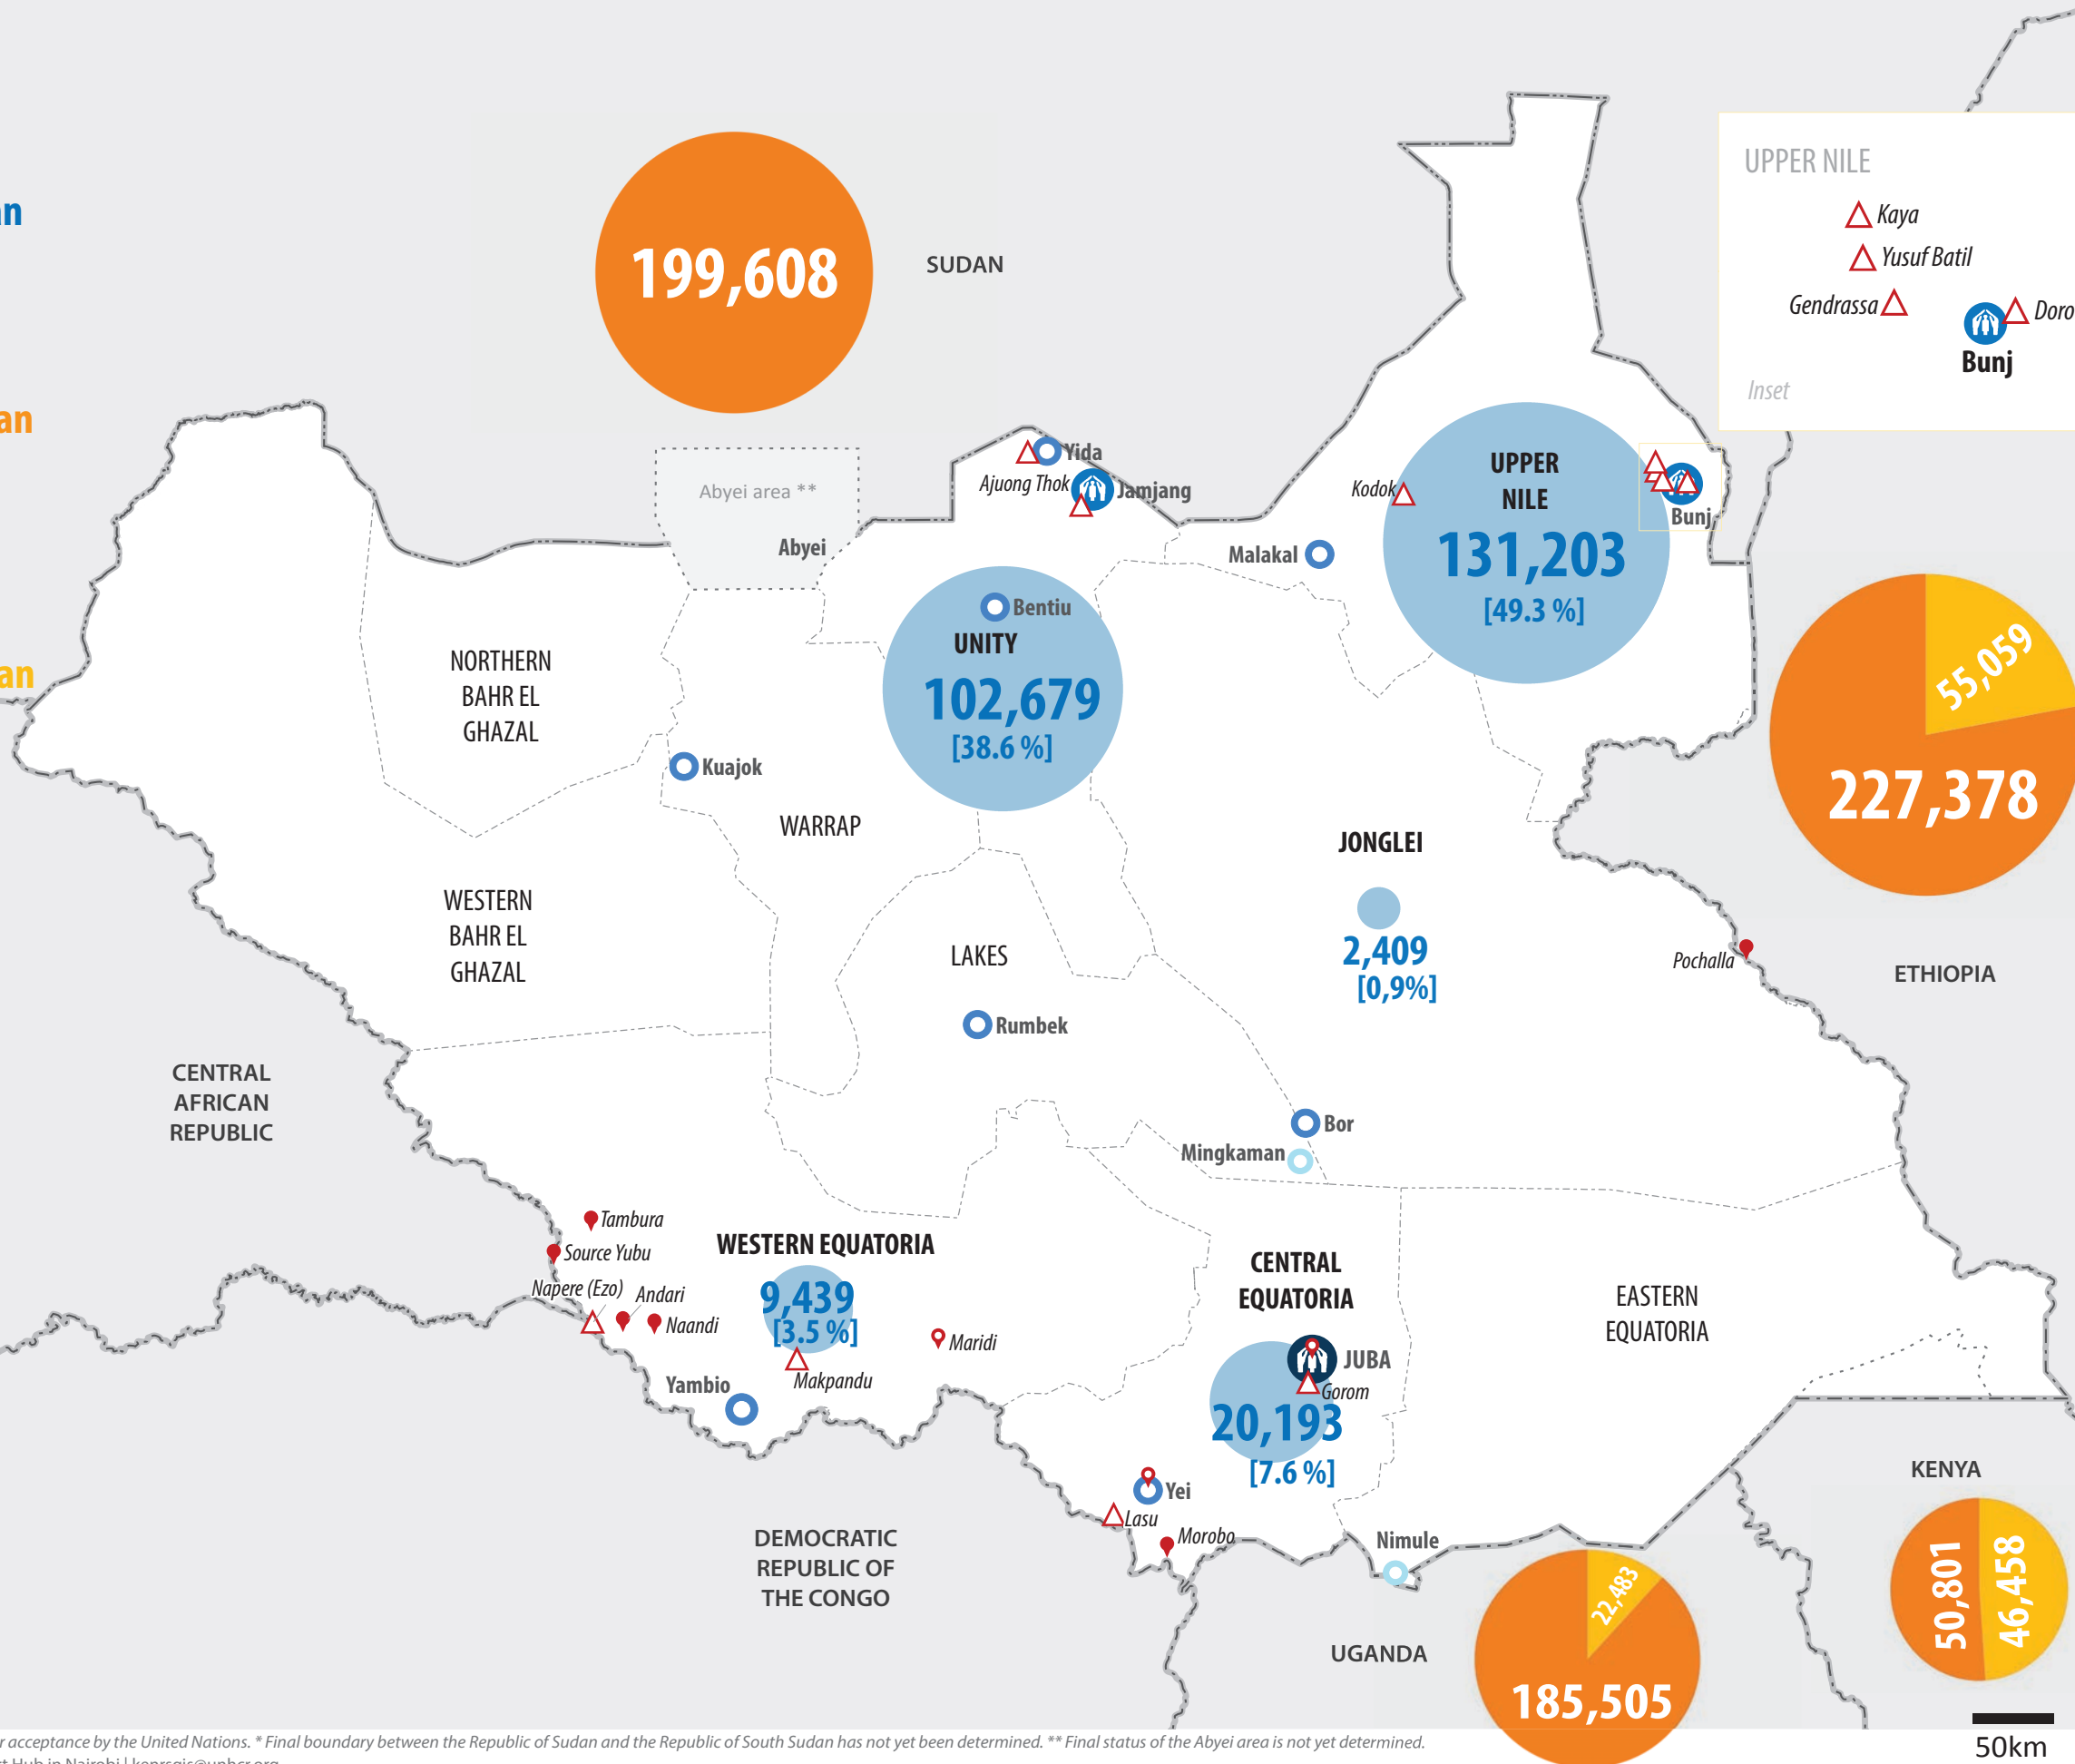 an
an
an
199,608
SUDAN
UPPER NILE
Kaya
Yusuf Batil
Gendrassa
Doro
Bunj
Inset
Abyei area **
Abyei
Yida
Ajuong Thok
Jamjang
Kodok
UPPER
NILE
131,203
[49.3 %]
Bunj
Malakal
Bentiu
UNITY
102,679
[38.6 %]
55,059
227,378
NORTHERN
BAHR EL
GHAZAL
Kuajok
WARRAP
JONGLEI
2,409
[0,9%]
WESTERN
BAHR EL
GHAZAL
LAKES
Rumbek
Pochalla
ETHIOPIA
CENTRAL
AFRICAN
REPUBLIC
Bor
Mingkaman
Tambura
Source Yubu
Napere (Ezo)
Andari
Naandi
WESTERN EQUATORIA
9,439
[3.5 %]
Makpandu
Maridi
Yambio
CENTRAL
EQUATORIA
JUBA
Gorom
20,193
[7.6 %]
EASTERN
EQUATORIA
Yei
Lasu
Morobo
Nimule
KENYA
50,801
46,458
DEMOCRATIC
REPUBLIC OF
THE CONGO
UGANDA
22,483
185,505
50km
r acceptance by the United Nations. * Final boundary between the Republic of Sudan and the Republic of South Sudan has not yet been determined. ** Final status of the Abyei area is not yet determined.